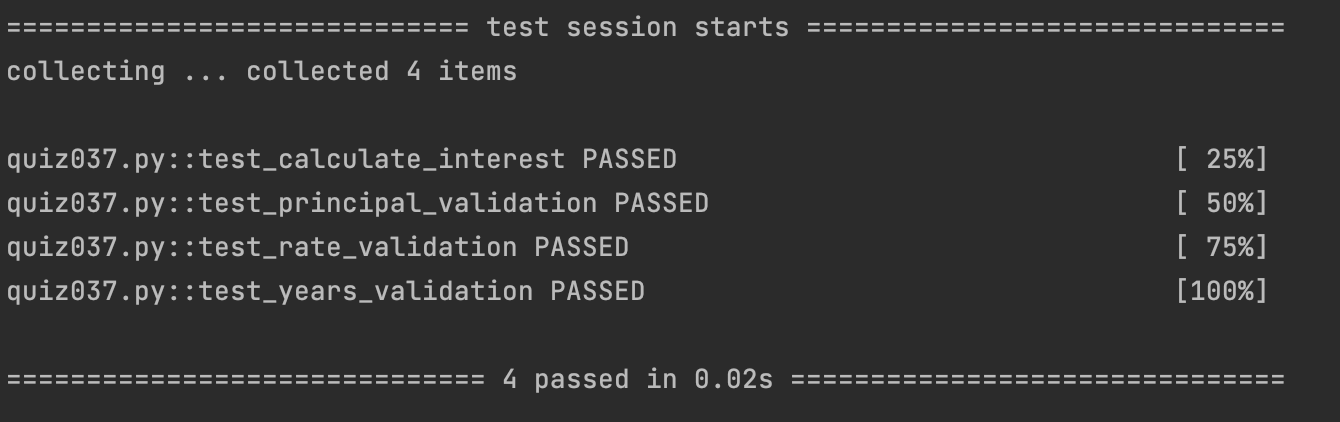 ============================= test session starts ==============================
collecting ... collected 4 items
quiz037.py::test_calculate_interest PASSED [ 25%]
quiz037.py::test_principal_validation PASSED [ 50%]
quiz037.py::test_rate_validation PASSED [ 75%]
quiz037.py::test_years_validation PASSED [100%]
============================== 4 passed in 0.02s ===============================